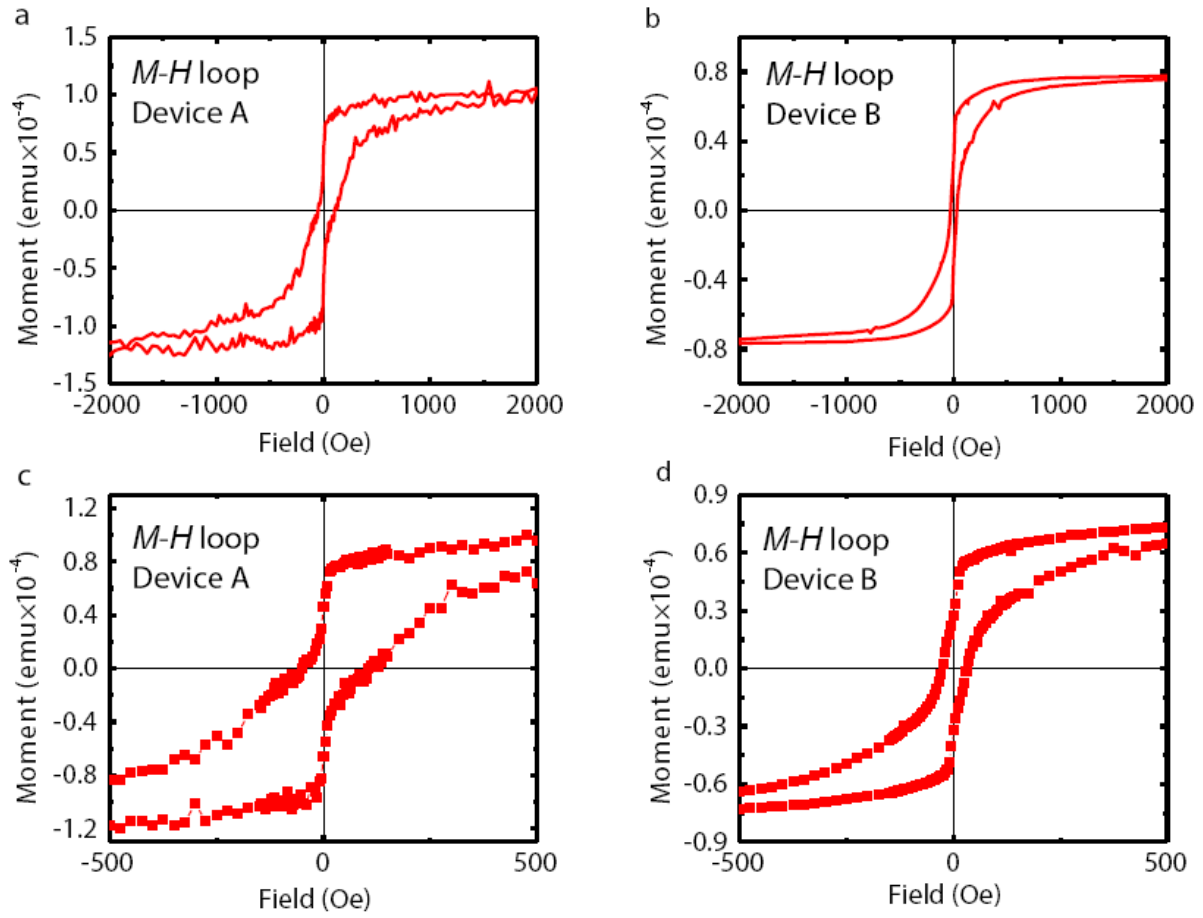 a
1.5
1.0
0.5
0.0
-0.5
-1.0
-1.5
M-H loop
Device A
Moment (emu×10⁻⁴)
-2000 -1000 0 1000 2000
Field (Oe)
b
0.8
0.4
0.0
-0.4
-0.8
M-H loop
Device B
Moment (emu×10⁻⁴)
-2000 -1000 0 1000 2000
Field (Oe)
c
1.2
0.8
0.4
0.0
-0.4
-0.8
-1.2
M-H loop
Device A
Moment (emu×10⁻⁴)
-500 0 500
Field (Oe)
d
0.9
0.6
0.3
0.0
-0.3
-0.6
-0.9
M-H loop
Device B
Moment (emu×10⁻⁴)
-500 0 500
Field (Oe)